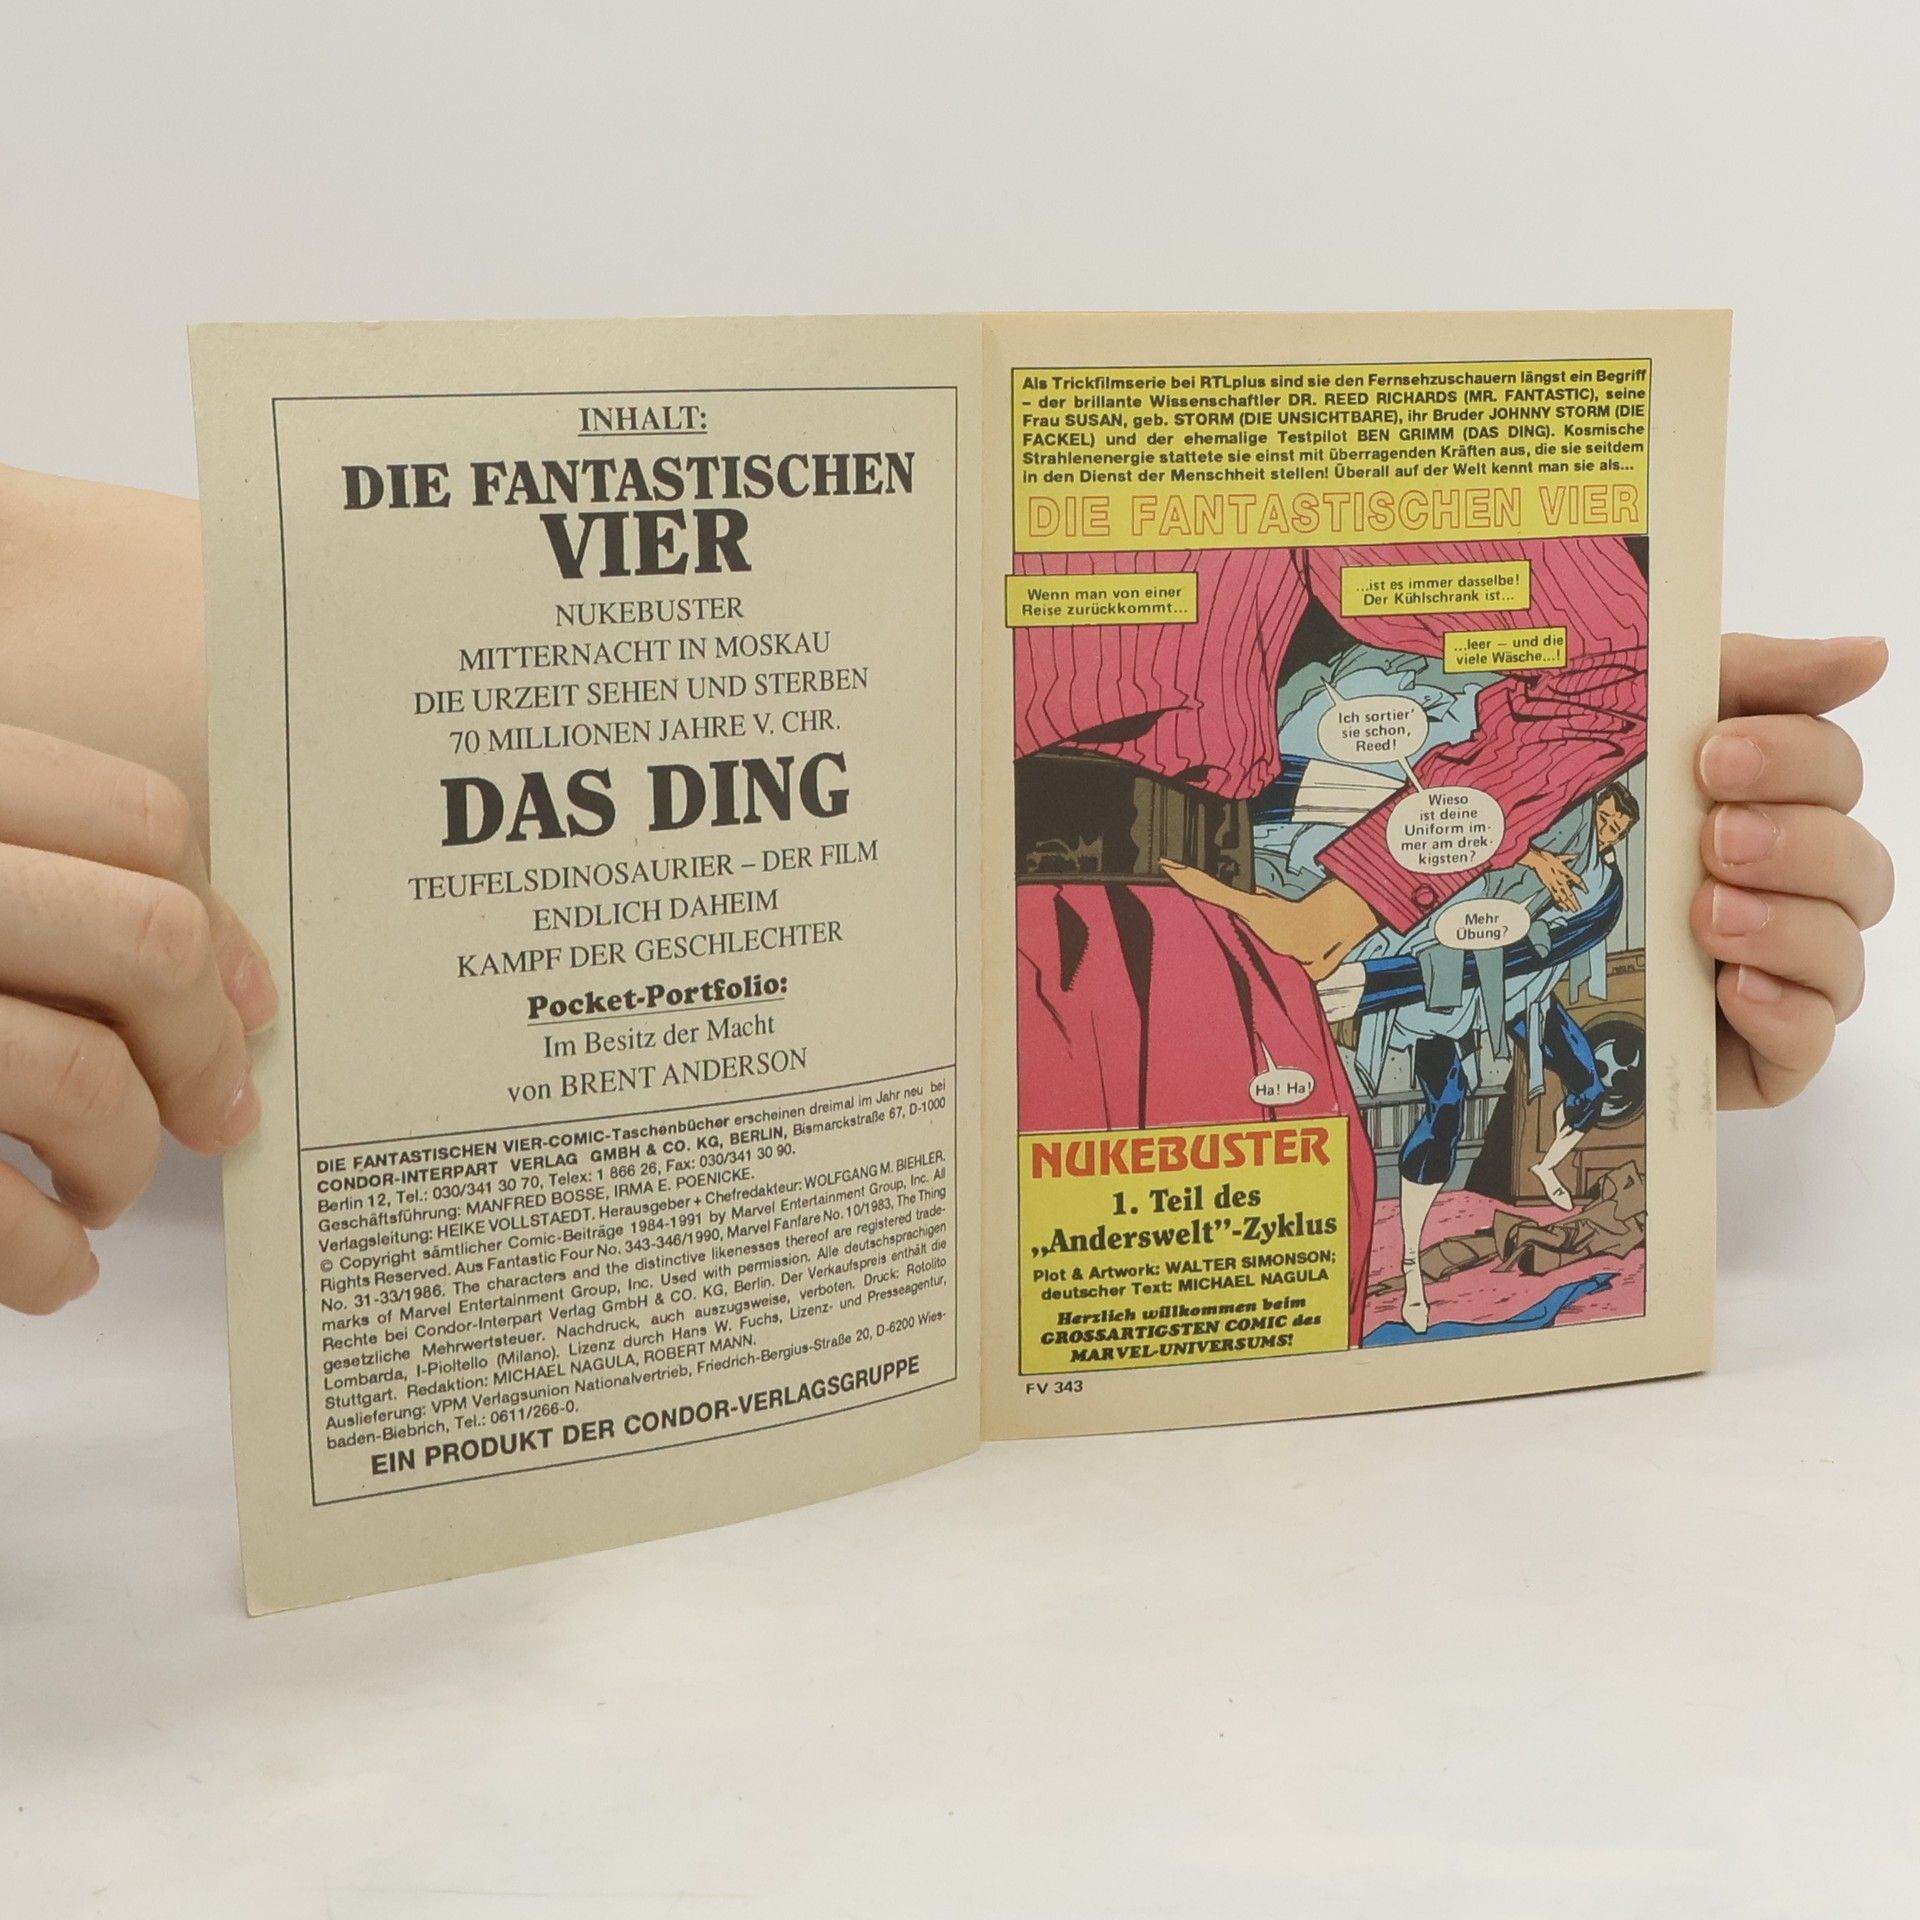 INHALT:
DIE FANTASTISCHEN
VIER
NUKEBUSTER
MITTERNACHT IN MOSKAU
DIE URZEIT SEHEN UND STERBEN
70 MILLIONEN JAHRE V. CHR.
DAS DING
TEUFELSDINOSAURIER – DER FILM
ENDLICH DAHEIM
KAMPF DER GESCHLECHTER
Pocket-Portfolio:
Im Besitz der Macht
von BRENT ANDERSON
DIE FANTASTISCHEN VIER-COMIC-Taschenbücher erscheinen dreimal im Jahr neu bei
CONDOR-INTERPART VERLAG GMBH & CO. KG, BERLIN, Bismarckstraße 67, D-1000
Berlin 12, Tel.: 030/341 30 70, Telex: 1 866 26, Fax: 030/341 30 90.
Geschäftsführung: MANFRED BOSSE, IRMA E. POENICKE.
Verlagsleitung: HEIKE VOLLSTAEDT, Herausgeber + Chefredakteur: WOLFGANG M. BIEHLER.
© Copyright sämtlicher Comic-Beiträge 1984-1991 by Marvel Entertainment Group, Inc. All
Rights Reserved. Aus Fantastic Four No. 343-346/1990, Marvel Fanfare No. 10/1983, The Thing
No. 31-33/1986. The characters and the distinctive likenesses thereof are registered trade-
marks of Marvel Entertainment Group, Inc. Used with permission. Alle deutschsprachigen
Rechte bei Condor-Interpart Verlag GmbH & CO. KG, Berlin. Der Verkaufspreis enthält die
gesetzliche Mehrwertsteuer. Nachdruck, auch auszugsweise, verboten. Druck: Rotolito
Lombarda, I-Pioltello (Milano). Lizenz durch Hans W. Fuchs, Lizenz- und Presseagentur,
Stuttgart. Redaktion: MICHAEL NAGULA, ROBERT MANN.
Auslieferung: VPM Verlagsunion Nationalvertrieb, Friedrich-Bergius-Straße 20, D-6200 Wies-
baden-Biebrich, Tel.: 0611/266-0.
EIN PRODUKT DER CONDOR-VERLAGSGRUPPE
Als Trickfilmserie bei RTLplus sind sie den Fernsehzuschauern längst ein Begriff
– der brillante Wissenschaftler DR. REED RICHARDS (MR. FANTASTIC), seine
Frau SUSAN, geb. STORM (DIE UNSICHTBARE), ihr Bruder JOHNNY STORM (DIE
FACKEL) und der ehemalige Testpilot BEN GRIMM (DAS DING). Kosmische
Strahlenenergie stattete sie einst mit überragenden Kräften aus, die sie seitdem
in den Dienst der Menschheit stellen! Überall auf der Welt kennt man sie als...
DIE FANTASTISCHEN VIER
Wenn man von einer
Reise zurückkommt...
...ist es immer dasselbe!
Der Kühlschrank ist...
...leer – und die
viele Wäsche...!
Ich sortier'
sie schon,
Reed!
Wieso
ist deine
Uniform im-
mer am drek-
kigsten?
Mehr
Übung?
Ha! Ha!
NUKEBUSTER
1. Teil des
„Anderswelt”-Zyklus
Plot & Artwork: WALTER SIMONSON;
deutscher Text: MICHAEL NAGULA
Herzlich willkommen beim
GROSSARTIGSTEN COMIC des
MARVEL-UNIVERSUMS!
FV 343